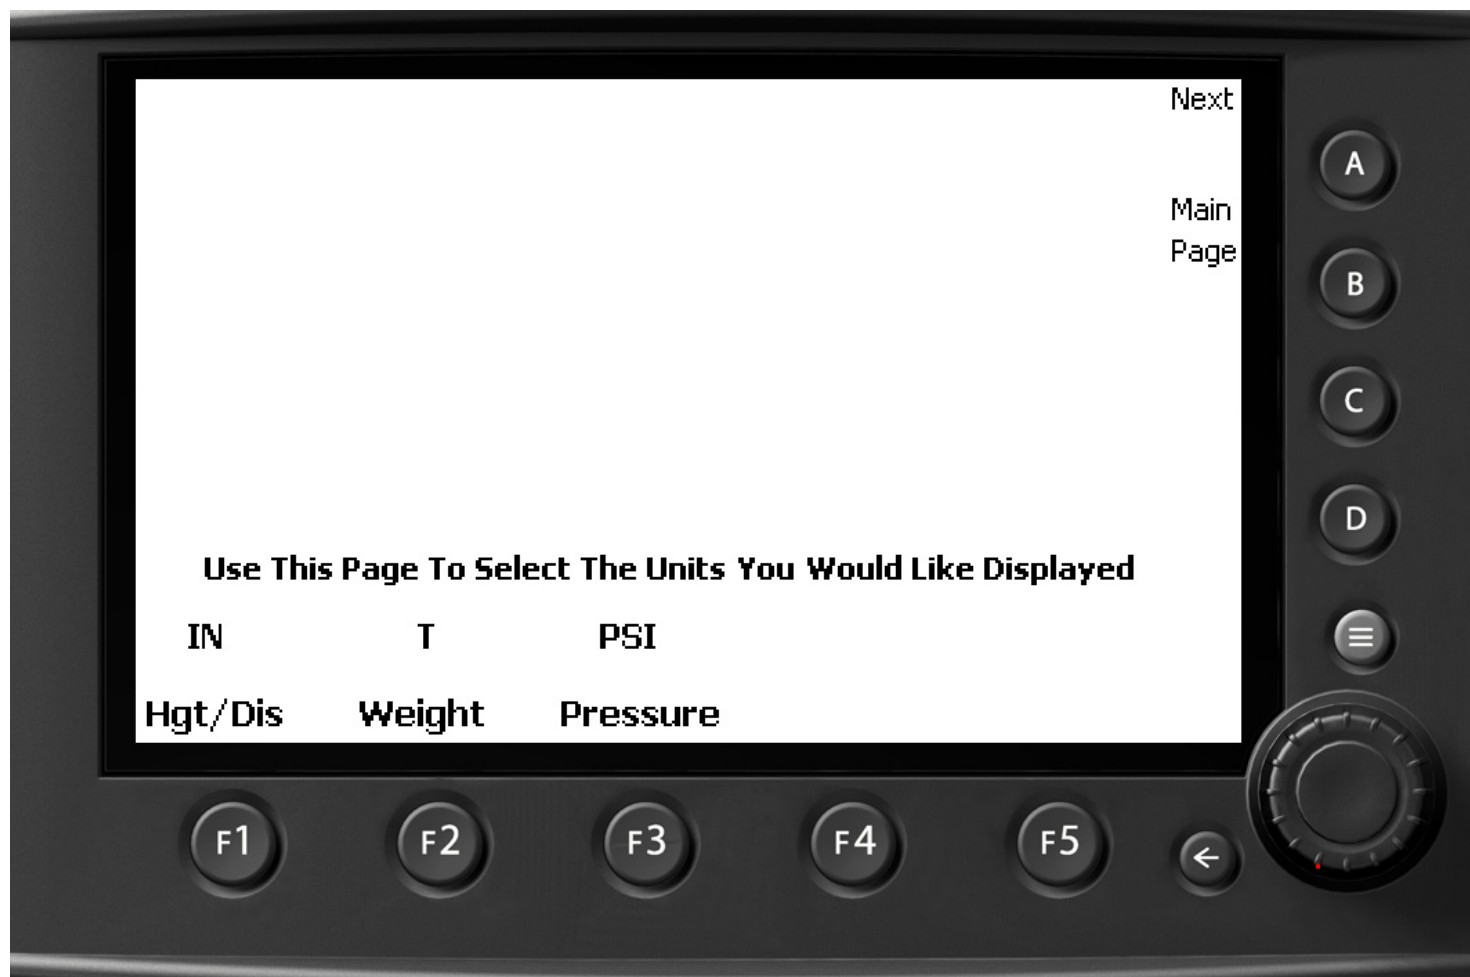 Next
A
Main
Page
B
C
D
Use This Page To Select The Units You Would Like Displayed
IN T PSI
Hgt/Dis Weight Pressure
F1 F2 F3 F4 F5